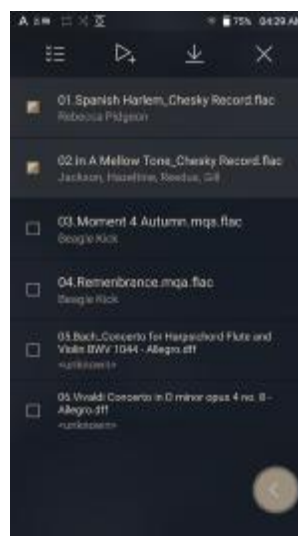 75% 04:29 AM
01.Spanish Harlem_Chesky Record.flac
Rebecca Pidgeon
02.In A Mellow Tone_Chesky Record.flac
Jackson, Hazeltine, Reedus, Gill
03.Moment 4 Autumn.mqa.flac
Beagle Kick
04.Remenbrance.mqa.flac
Beagle Kick
05.Bach_Concerto for Harpsichord Flute and
Violin BWV 1044 - Allegro.dff
<unknown>
06.Vivaldi Concerto in D minor opus 4 no. 8 -
Allegro.dff
<unknown>